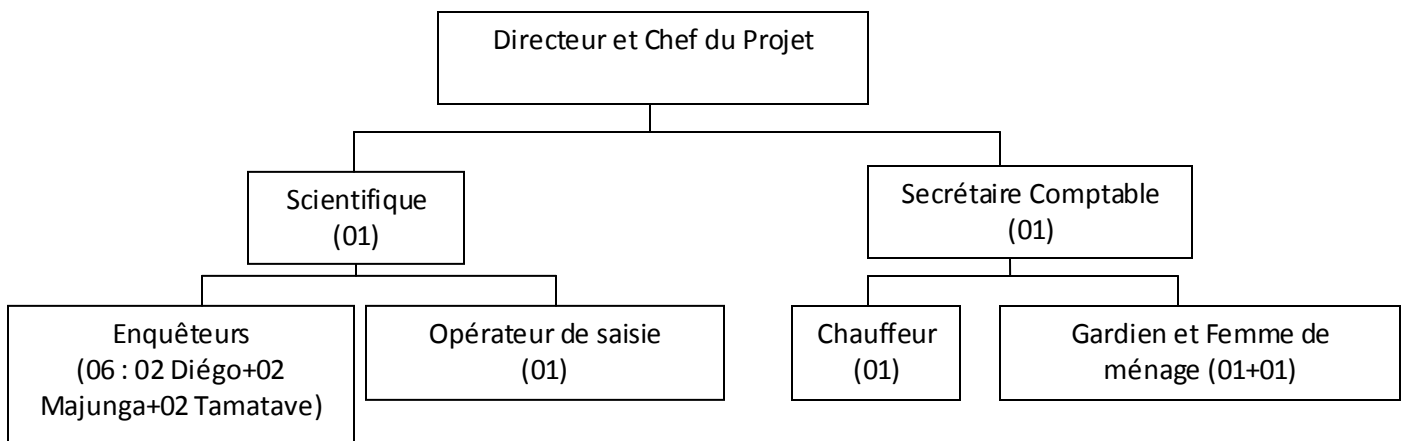 Directeur et Chef du Projet
Scientifique
(01)
Secrétaire Comptable
(01)
Enquêteurs
(06 : 02 Diégo+02
Majunga+02 Tamatave)
Opérateur de saisie
(01)
Chauffeur
(01)
Gardien et Femme de
ménage (01+01)